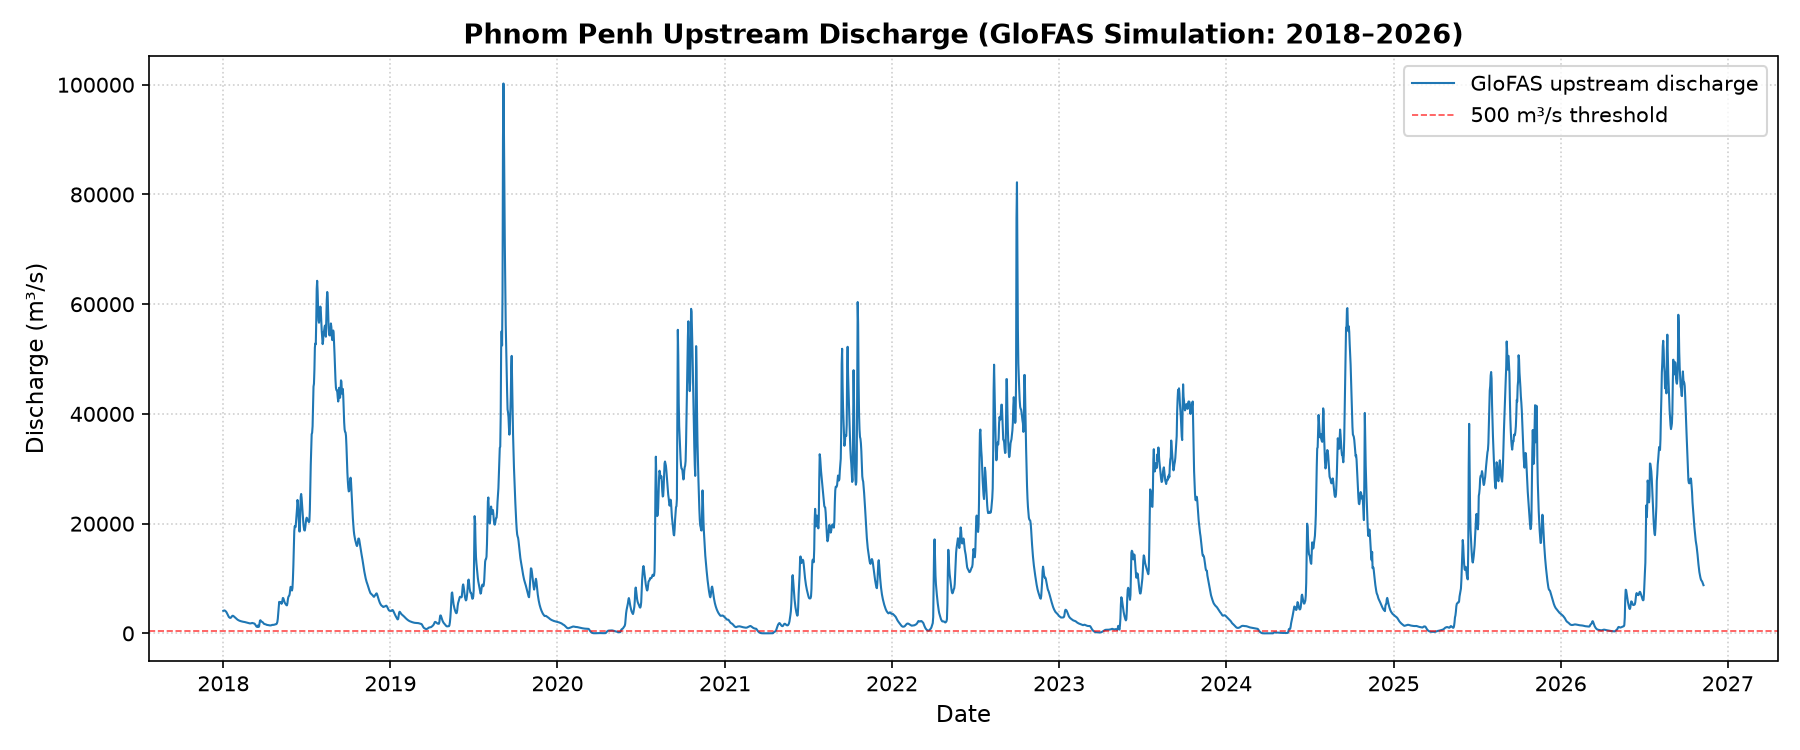 Phnom Penh Upstream Discharge (GloFAS Simulation: 2018–2026)
GloFAS upstream discharge
500 m³/s threshold
Discharge (m³/s)
100000
80000
60000
40000
20000
0
2018 2019 2020 2021 2022 2023 2024 2025 2026 2027
Date